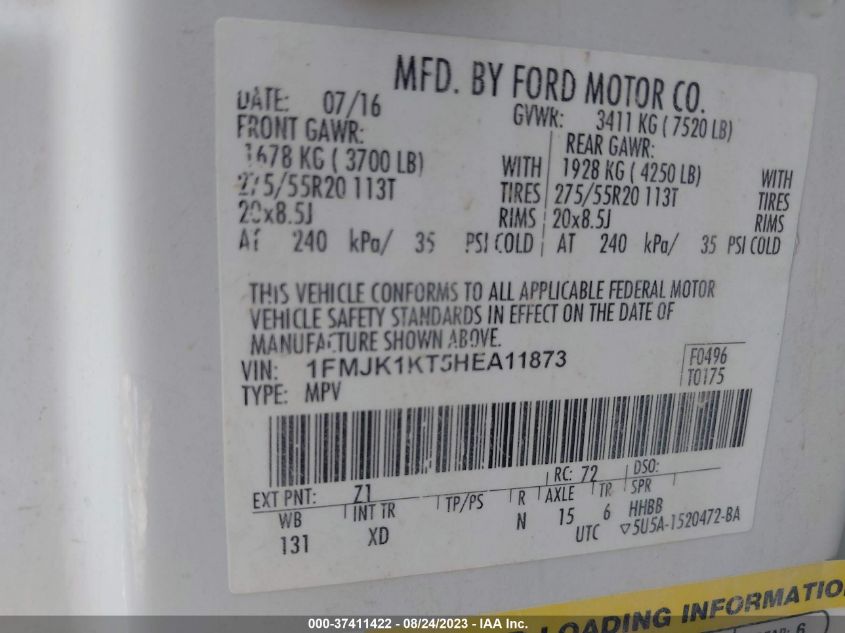 MFD. BY FORD MOTOR CO.
DATE: 07/16 GVWR: 3411 KG ( 7520 LB)
FRONT GAWR: REAR GAWR:
1678 KG ( 3700 LB) WITH 1928 KG ( 4250 LB) WITH
275/55R20 113T TIRES 275/55R20 113T TIRES
20x8.5J RIMS 20x8.5J RIMS
AT 240 kPa/ 35 PSI COLD AT 240 kPa/ 35 PSI COLD
THIS VEHICLE CONFORMS TO ALL APPLICABLE FEDERAL MOTOR
VEHICLE SAFETY STANDARDS IN EFFECT ON THE DATE OF
MANUFACTURE SHOWN ABOVE.
VIN: 1FMJK1KT5HEA11873 F0496
TYPE: MPV T0175
EXT PNT: Z1 RC: 72 DSO:
WB INT TR TP/PS R AXLE TR SPR
131 XD N 15 6 HHBB
UTC ▽5U5A-1520472-BA
LOADING INFORMATION
6
000-37411422 - 08/24/2023 - IAA Inc.